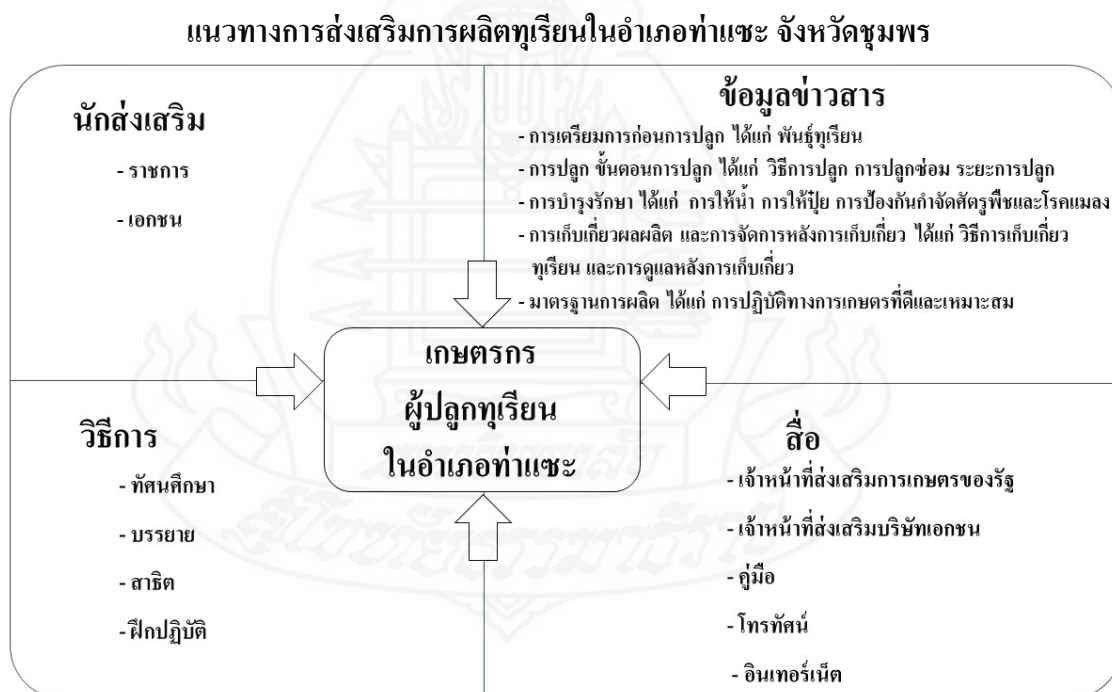 แนวทางการส่งเสริมการผลิตทุเรียนในอำเภอท่าแซะ จังหวัดชุมพร
นักส่งเสริม
- ราชการ
- เอกชน
ข้อมูลข่าวสาร
- การเตรียมการก่อนการปลูก ได้แก่ พันธุ์ทุเรียน
- การปลูก ขั้นตอนการปลูก ได้แก่ วิธีการปลูก การปลูกซ่อม ระยะการปลูก
- การบำรุงรักษา ได้แก่ การให้น้ำ การให้ปุ๋ย การป้องกันกำจัดศัตรูพืชและโรคแมลง
- การเก็บเกี่ยวผลผลิต และการจัดการหลังการเก็บเกี่ยว ได้แก่ วิธีการเก็บเกี่ยว
ทุเรียน และการดูแลหลังการเก็บเกี่ยว
- มาตรฐานการผลิต ได้แก่ การปฏิบัติทางการเกษตรที่ดีและเหมาะสม
เกษตรกร
ผู้ปลูกทุเรียน
ในอำเภอท่าแซะ
วิธีการ
- ทัศนศึกษา
- บรรยาย
- สาธิต
- ฝึกปฏิบัติ
สื่อ
- เจ้าหน้าที่ส่งเสริมการเกษตรของรัฐ
- เจ้าหน้าที่ส่งเสริมบริษัทเอกชน
- คู่มือ
- โทรทัศน์
- อินเทอร์เน็ต